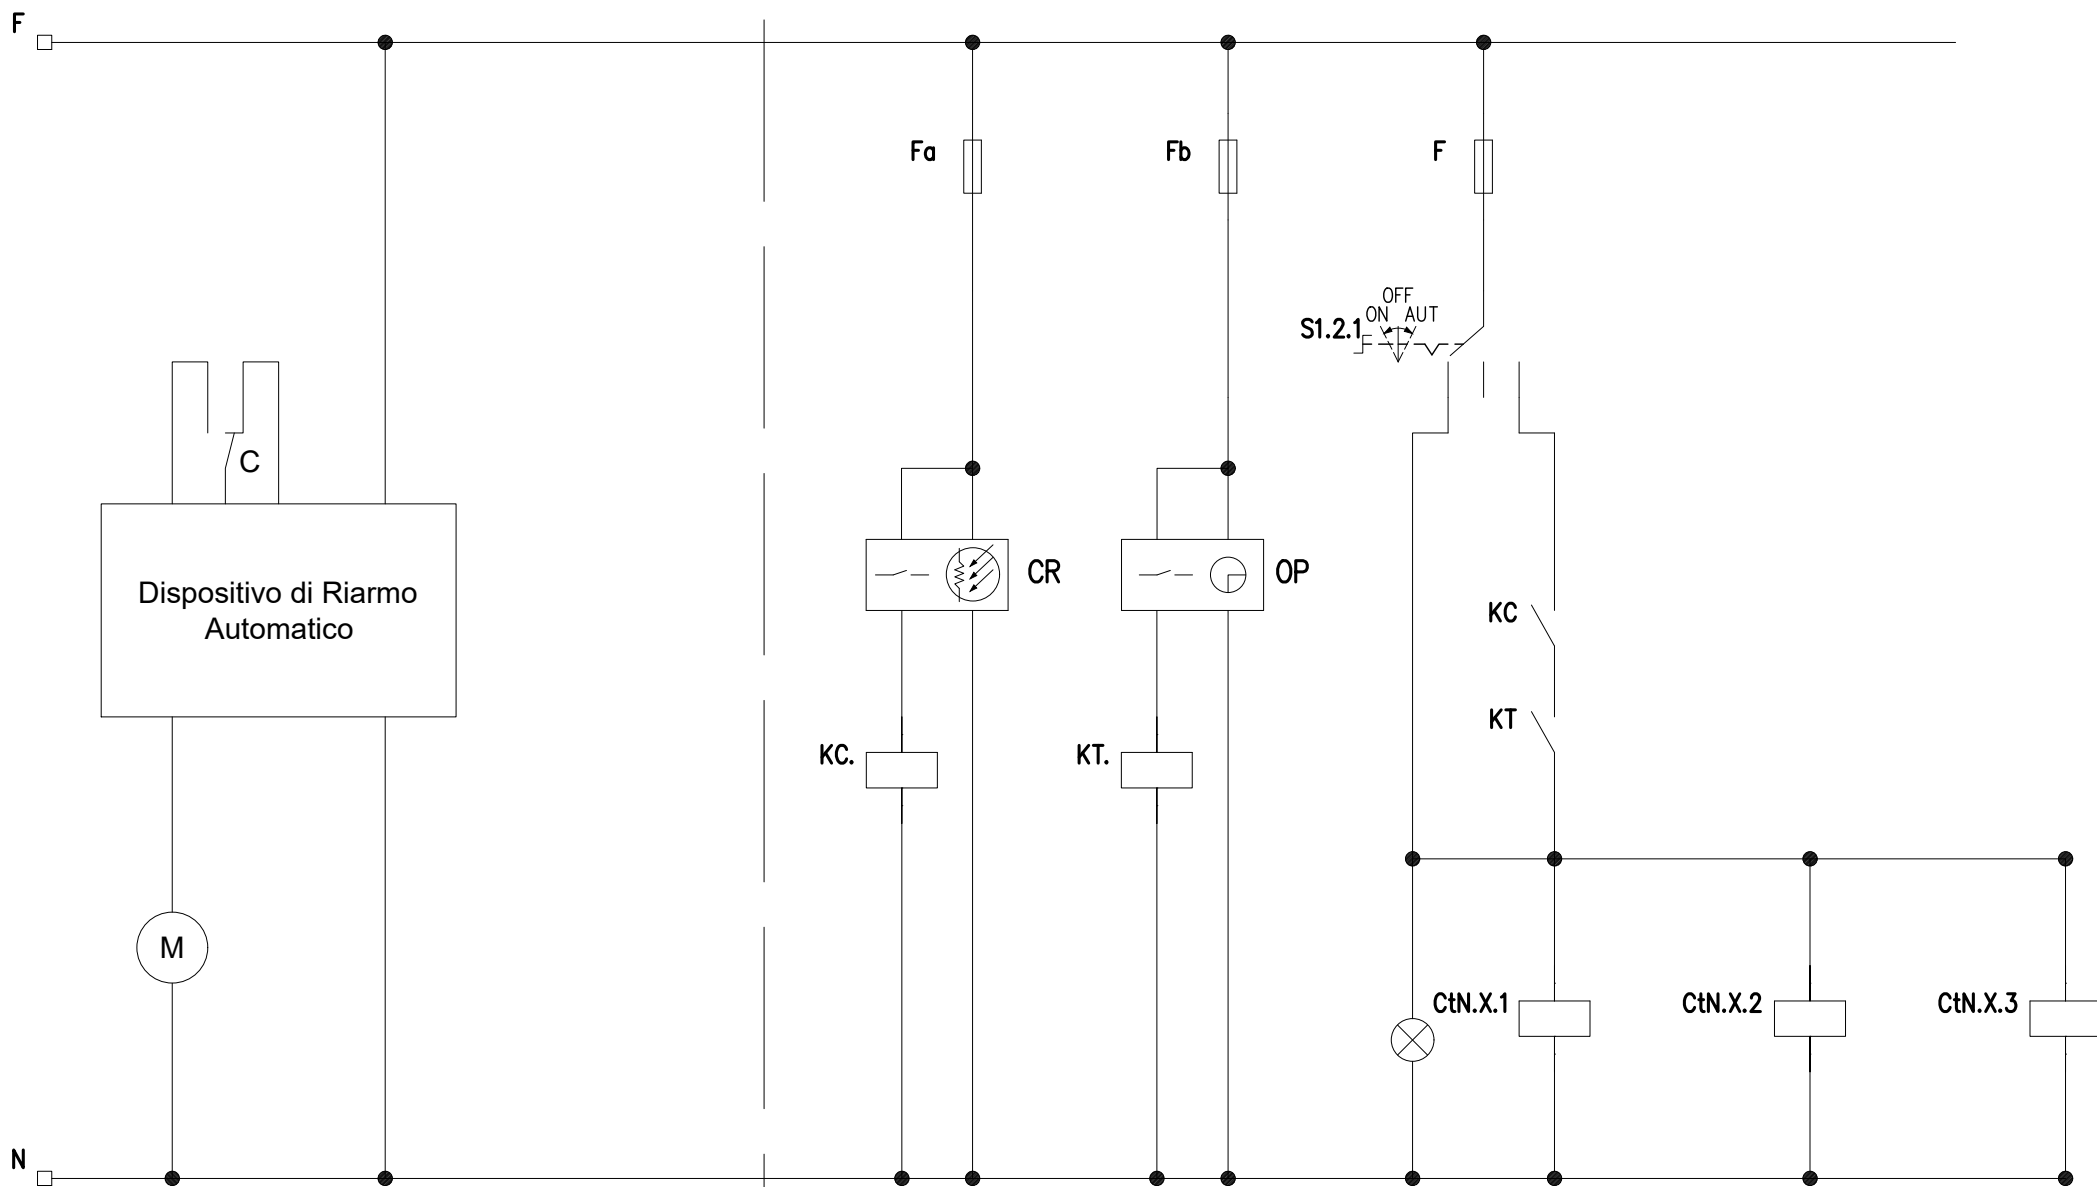 F
Fa
Fb
F
OFF
ON
AUT
S1.2.1
C
Dispositivo di Riarmo
Automatico
CR
OP
KC
KT
KC.
KT.
M
CtN.X.1
CtN.X.2
CtN.X.3
N